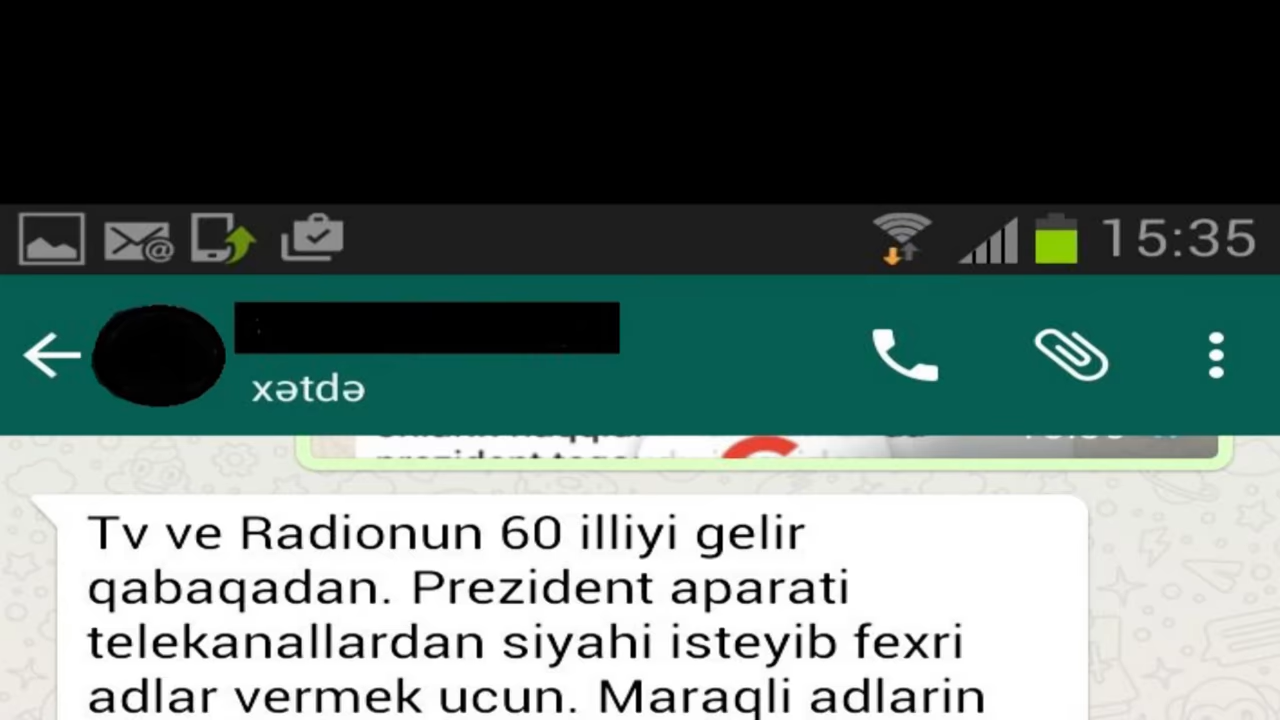 15:35
xətdə
Tv ve Radionun 60 illiyi gelir
qabaqadan. Prezident aparati
telekanallardan siyahi isteyib fexri
adlar vermek ucun. Maraqli adlarin